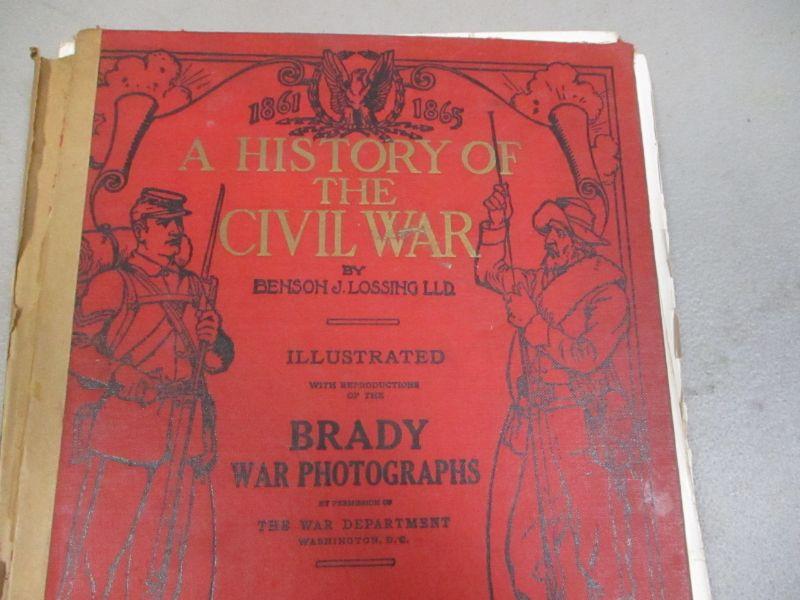 1861 1865
A HISTORY OF
THE
CIVIL WAR
BY
BENSON J. LOSSING LL.D.
ILLUSTRATED
WITH REPRODUCTIONS
OF THE
BRADY
WAR PHOTOGRAPHS
BY PERMISSION OF
THE WAR DEPARTMENT
WASHINGTON, D.C.